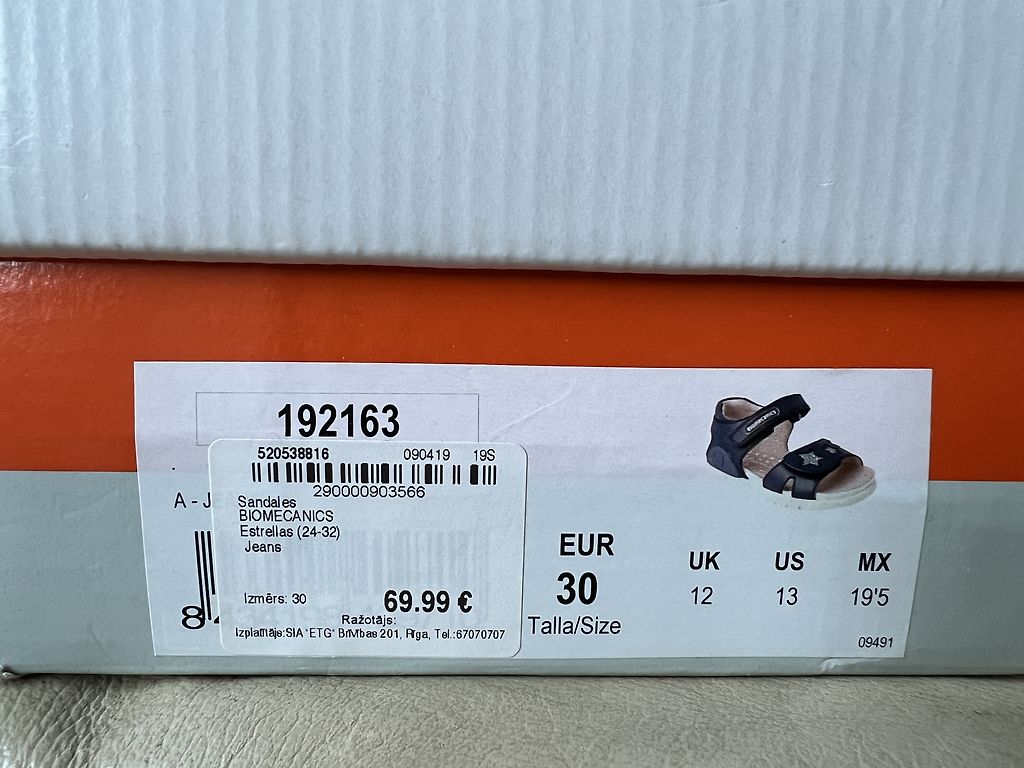 192163
520538816 090419 19S
290000903566
A - J
Sandales
BIOMECANICS
Estrellas (24-32)
Jeans
Izmērs: 30 69.99 €
Ražotājs:
Izplatītājs:SIA "ETG" Brīvības 201, Rīga, Tel.:67070707
8
EUR UK US MX
30 12 13 19'5
Talla/Size
09491